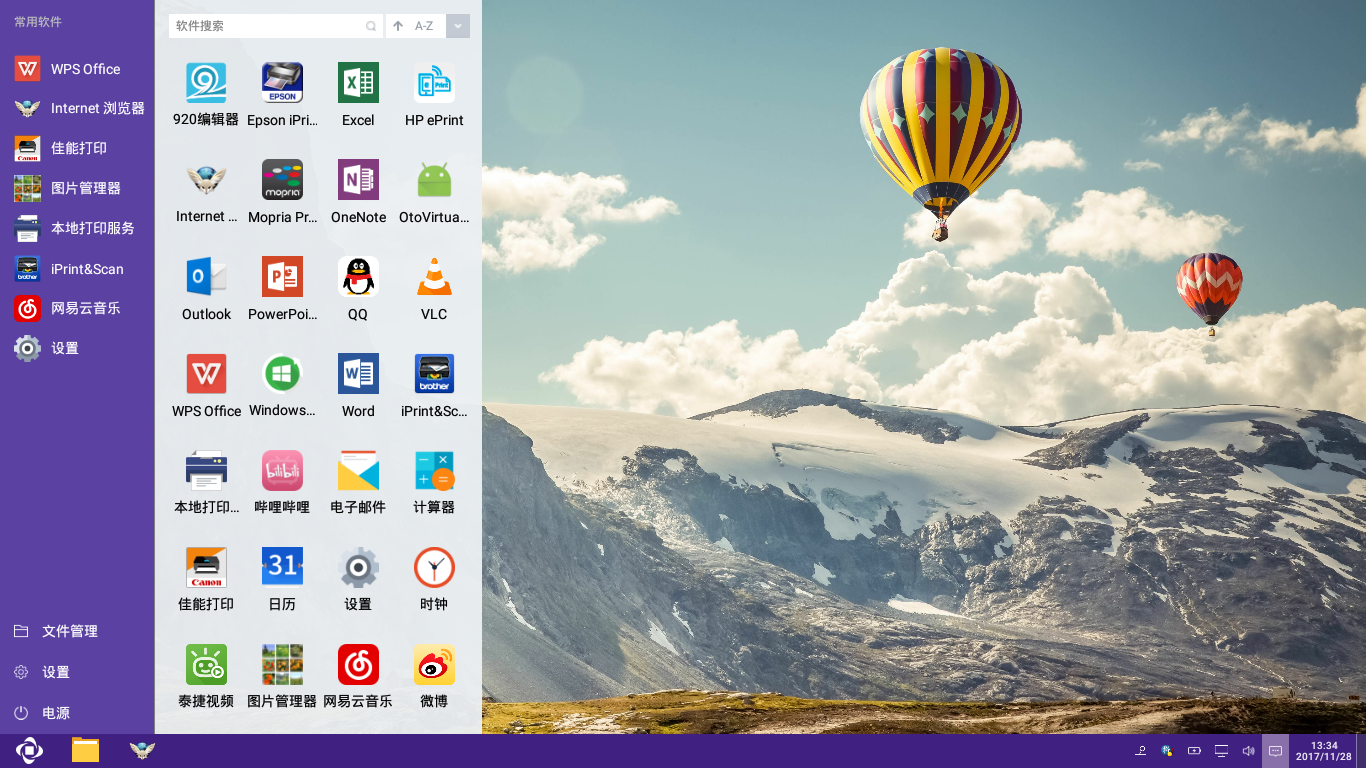 常用软件
WPS Office
Internet 浏览器
佳能打印
图片管理器
本地打印服务
iPrint&Scan
网易云音乐
设置
文件管理
设置
电源
软件搜索
A-Z
920编辑器
EPSON
Epson iPri...
Excel
HP ePrint
Internet ...
mopria
Mopria Pr...
OneNote
OtoVirtua...
Outlook
PowerPoi...
QQ
VLC
WPS Office
Windows...
Word
brother
iPrint&Sc...
本地打印...
bilibili
哔哩哔哩
电子邮件
计算器
Canon
佳能打印
31
日历
设置
时钟
泰捷视频
图片管理器
网易云音乐
微博
13:34
2017/11/28